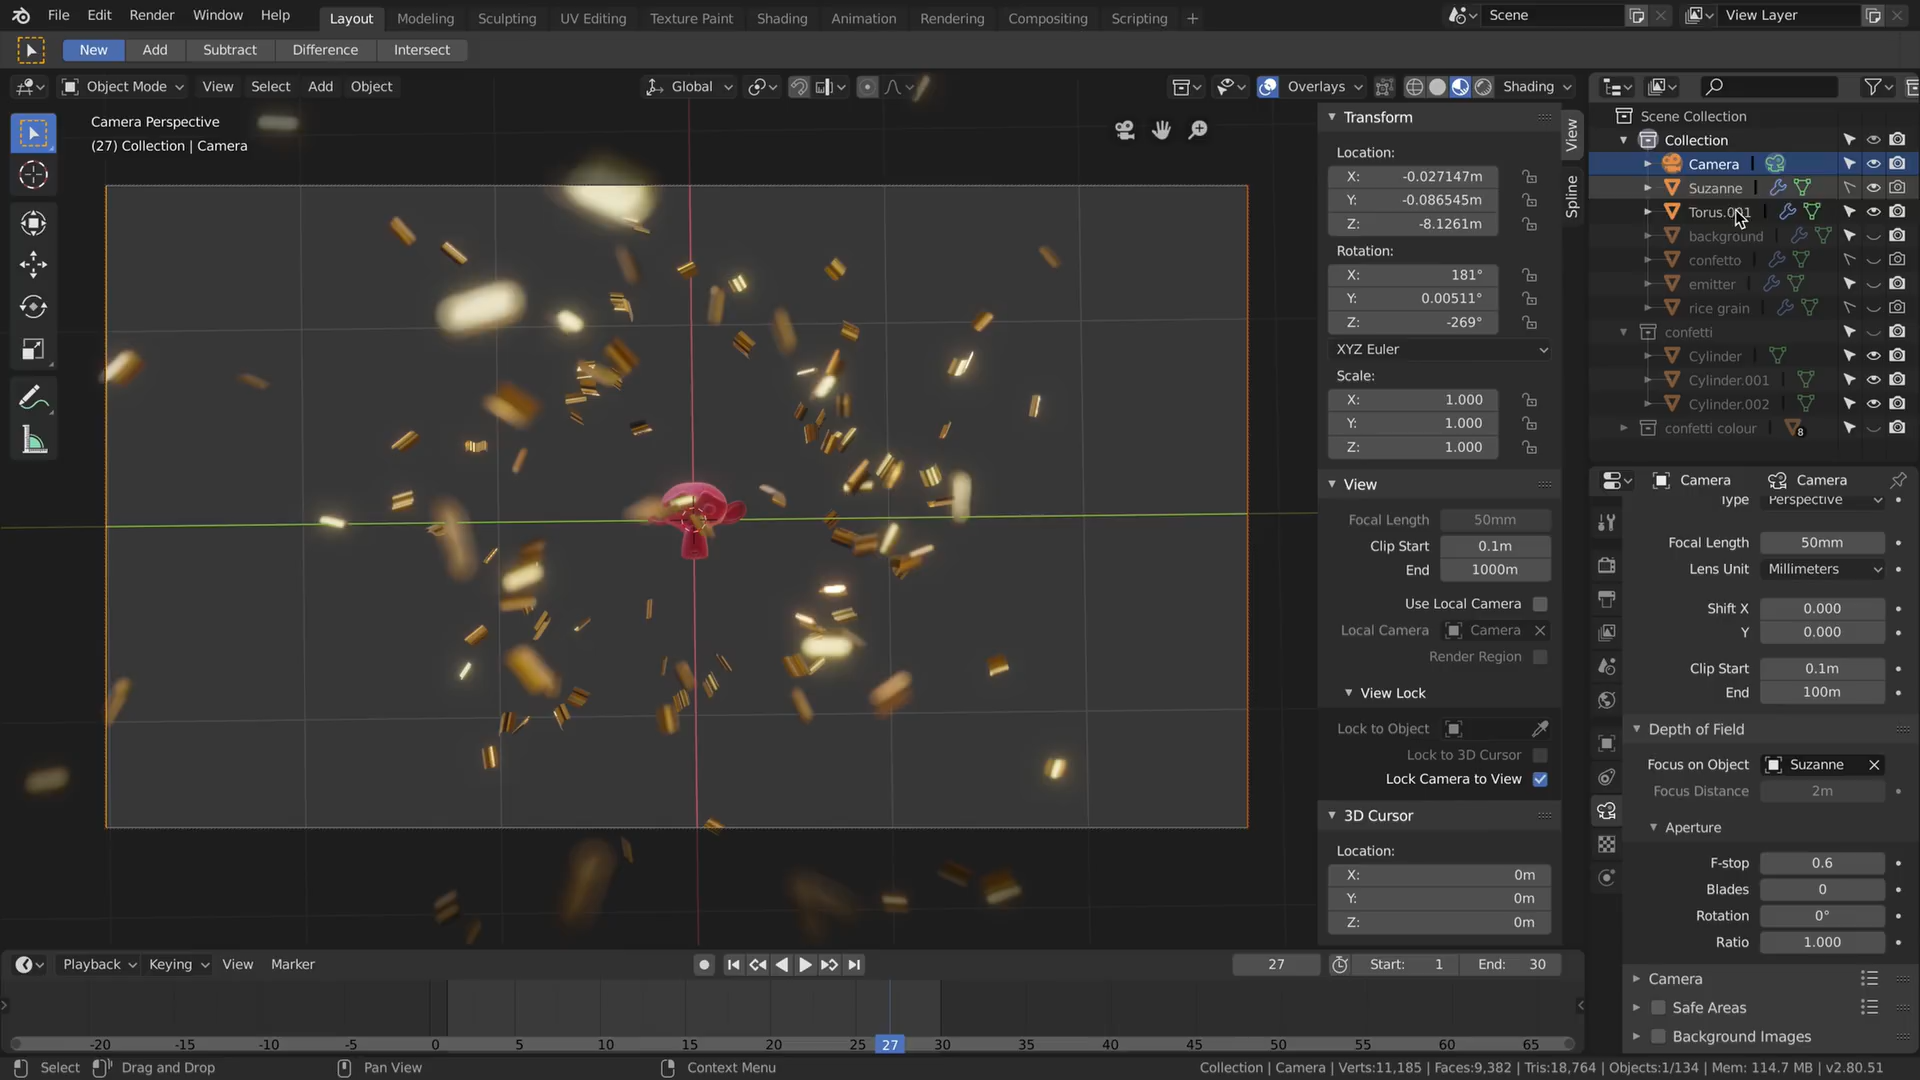 File Edit Render Window Help Layout Modeling Sculpting UV Editing Texture Paint Shading Animation Rendering Compositing Scripting + Scene View Layer
New Add Subtract Difference Intersect
Object Mode View Select Add Object Global Overlays Shading
Camera Perspective
(27) Collection | Camera
Transform
Location:
X: -0.027147m
Y: -0.086545m
Z: -8.1261m
Rotation:
X: 181°
Y: 0.00511°
Z: -269°
XYZ Euler
Scale:
X: 1.000
Y: 1.000
Z: 1.000
View
Focal Length 50mm
Clip Start 0.1m
End 1000m
Use Local Camera
Local Camera Camera
Render Region
View Lock
Lock to Object
Lock to 3D Cursor
Lock Camera to View
3D Cursor
Location:
X: 0m
Y: 0m
Z: 0m
View
Spline
Scene Collection
Collection
Camera
Suzanne
Torus.001
background
confetto
emitter
rice grain
confetti
Cylinder
Cylinder.001
Cylinder.002
confetti colour 8
Camera Camera
Type Perspective
Focal Length 50mm
Lens Unit Millimeters
Shift X 0.000
Y 0.000
Clip Start 0.1m
End 100m
Depth of Field
Focus on Object Suzanne
Focus Distance 2m
Aperture
F-stop 0.6
Blades 0
Rotation 0°
Ratio 1.000
Camera
Safe Areas
Background Images
Playback Keying View Marker 27 Start: 1 End: 30
-20 -15 -10 -5 0 5 10 15 20 25 27 30 35 40 45 50 55 60 65
Select Drag and Drop Pan View Context Menu Collection | Camera | Verts:11,185 | Faces:9,382 | Tris:18,764 | Objects:1/134 | Mem: 114.7 MB | v2.80.51